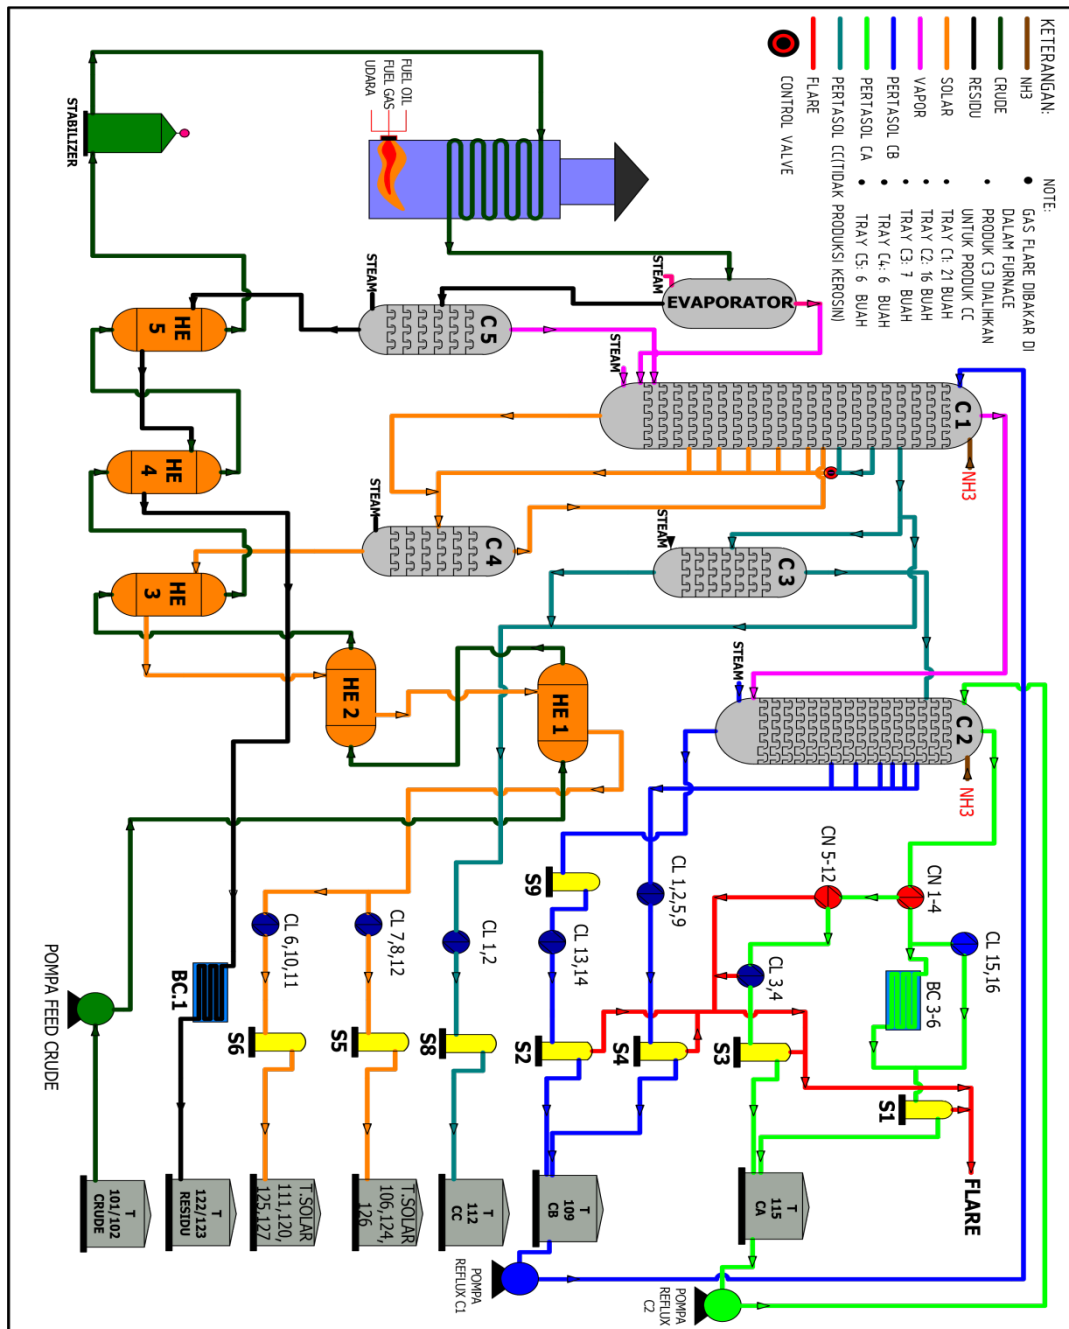 KETERANGAN:
NH3
CRUDE
RESIDU
SOLAR
VAPOR
PERTASOL CB
PERTASOL CA
PERTASOL CC(TIDAK PRODUKSI KEROSIN)
FLARE
CONTROL VALVE
NOTE:
• GAS FLARE DIBAKAR DI
DALAM FURNACE
• PRODUK C3 DIALIHKAN
UNTUK PRODUK CC
• TRAY C1: 21 BUAH
• TRAY C2: 16 BUAH
• TRAY C3: 7 BUAH
• TRAY C4: 6 BUAH
• TRAY C5: 6 BUAH
FUEL OIL
FUEL GAS
UDARA
STABILIZER
EVAPORATOR
STEAM
C 5
STEAM
C 1
STEAM
NH3
C 4
STEAM
C 3
STEAM
C 2
STEAM
NH3
HE
5
HE
4
HE
3
HE 2
HE 1
CN 5-12
CN 1-4
CL 15,16
BC 3-6
CL 3,4
CL 1,2,5,9
CL 13,14
CL 1,2
CL 7,8,12
CL 6,10,11
S9
S1
S3
S4
S2
S8
S5
S6
BC.1
FLARE
POMPA FEED CRUDE
T
101/102
CRUDE
T
122/123
RESIDU
T.SOLAR
111,120,
125,127
T.SOLAR
106,124,
126
T
112
CC
T
109
CB
T
115
CA
POMPA
REFLUX C1
POMPA
REFLUX
C2